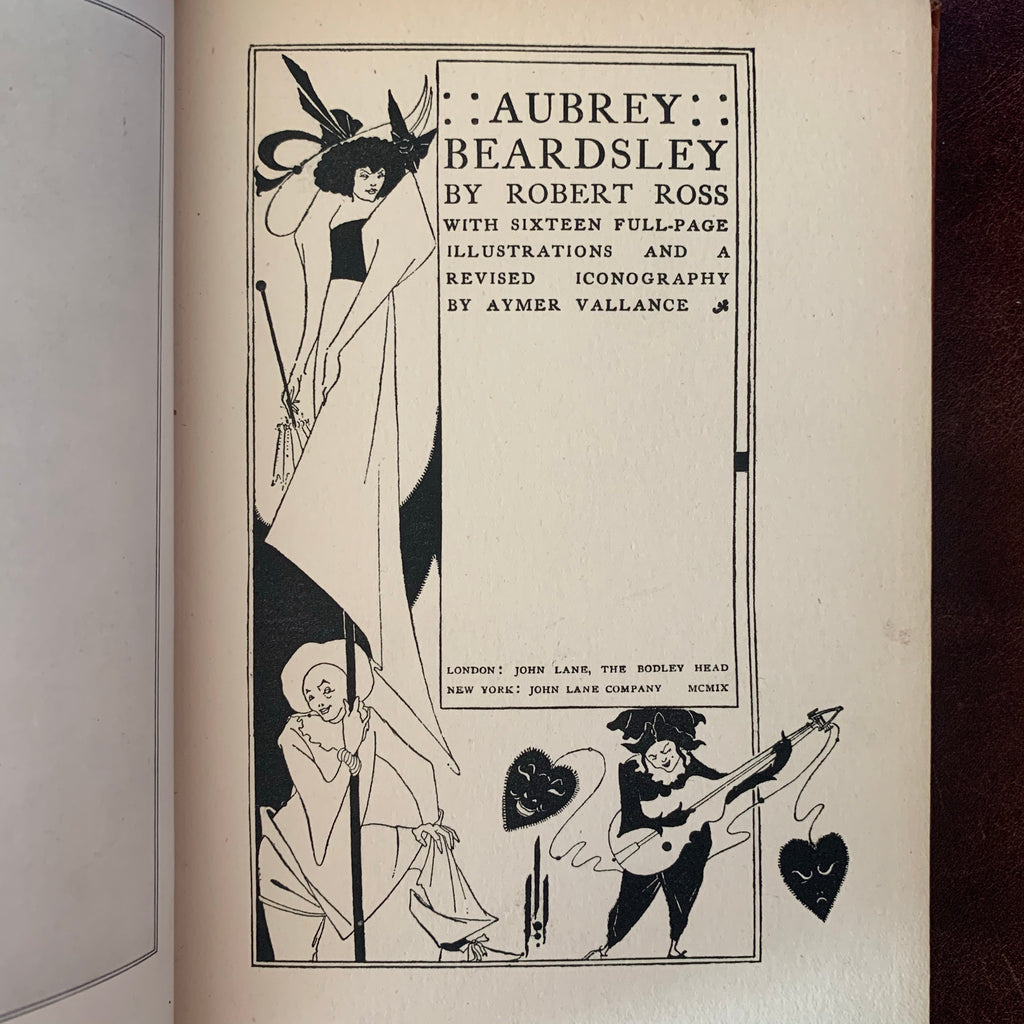 :: AUBREY ::
BEARDSLEY
BY ROBERT ROSS
WITH SIXTEEN FULL-PAGE
ILLUSTRATIONS AND A
REVISED ICONOGRAPHY
BY AYMER VALLANCE
LONDON: JOHN LANE, THE BODLEY HEAD
NEW YORK: JOHN LANE COMPANY MCMIX